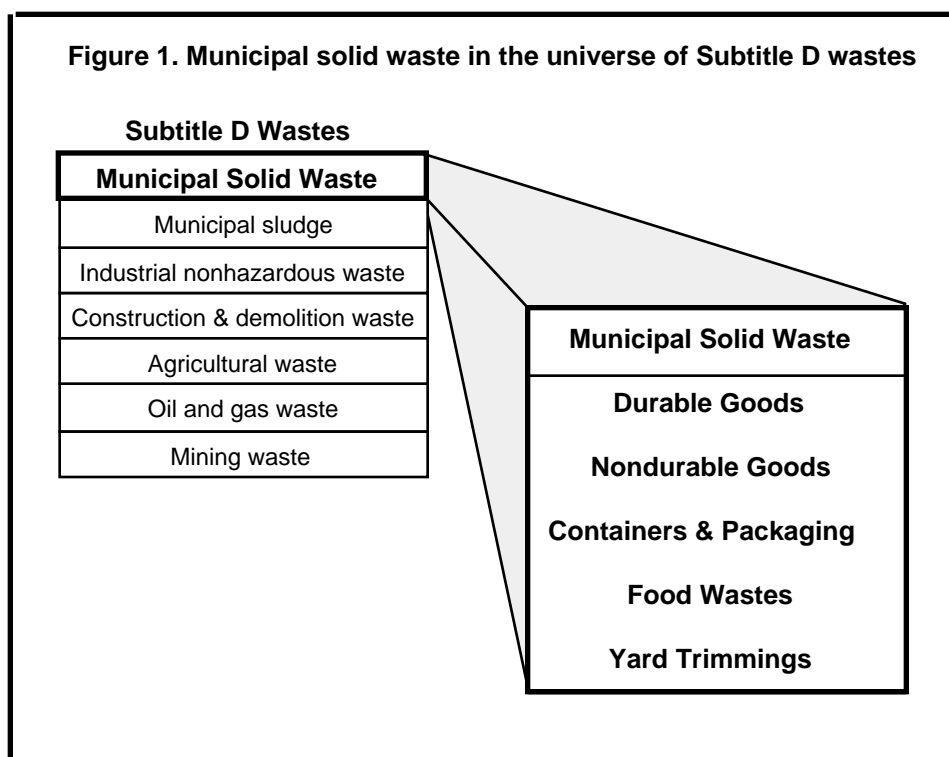 Figure 1. Municipal solid waste in the universe of Subtitle D wastes
Subtitle D Wastes
Municipal Solid Waste
Municipal sludge
Industrial nonhazardous waste
Construction & demolition waste
Agricultural waste
Oil and gas waste
Mining waste
Municipal Solid Waste
Durable Goods
Nondurable Goods
Containers & Packaging
Food Wastes
Yard Trimmings